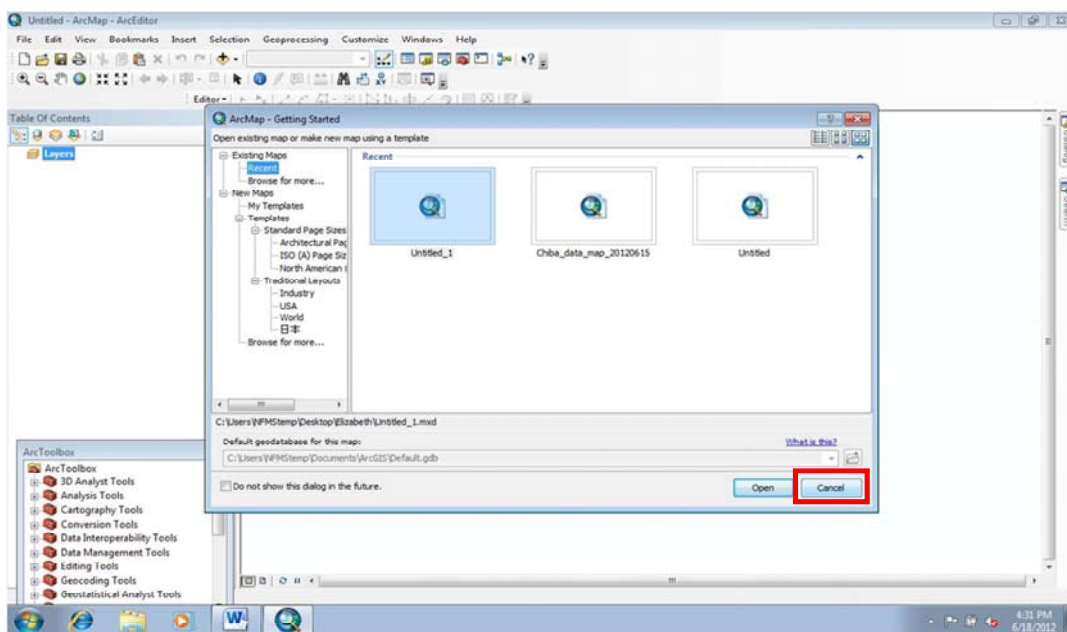 Untitled - ArcMap - ArcEditor
File Edit View Bookmarks Insert Selection Geoprocessing Customize Windows Help
Editor
Table Of Contents
Layers
ArcMap - Getting Started
Open existing map or make new map using a template
Existing Maps
Recent
Browse for more...
New Maps
My Templates
Templates
Standard Page Sizes
Architectural Pag
ISO (A) Page Siz
North American
Traditional Layouts
Industry
USA
World
日本
Browse for more...
Recent
Untitled_1
Chiba_data_map_20120615
Untitled
C:\Users\NFMStemp\Desktop\Elizabeth\Untitled_1.mxd
Default geodatabase for this map:
What is this?
C:\Users\NFMStemp\Documents\ArcGIS\Default.gdb
Do not show this dialog in the future.
Open
Cancel
ArcToolbox
ArcToolbox
3D Analyst Tools
Analysis Tools
Cartography Tools
Conversion Tools
Data Interoperability Tools
Data Management Tools
Editing Tools
Geocoding Tools
Geostatistical Analyst Tools
4:31 PM
6/18/2012